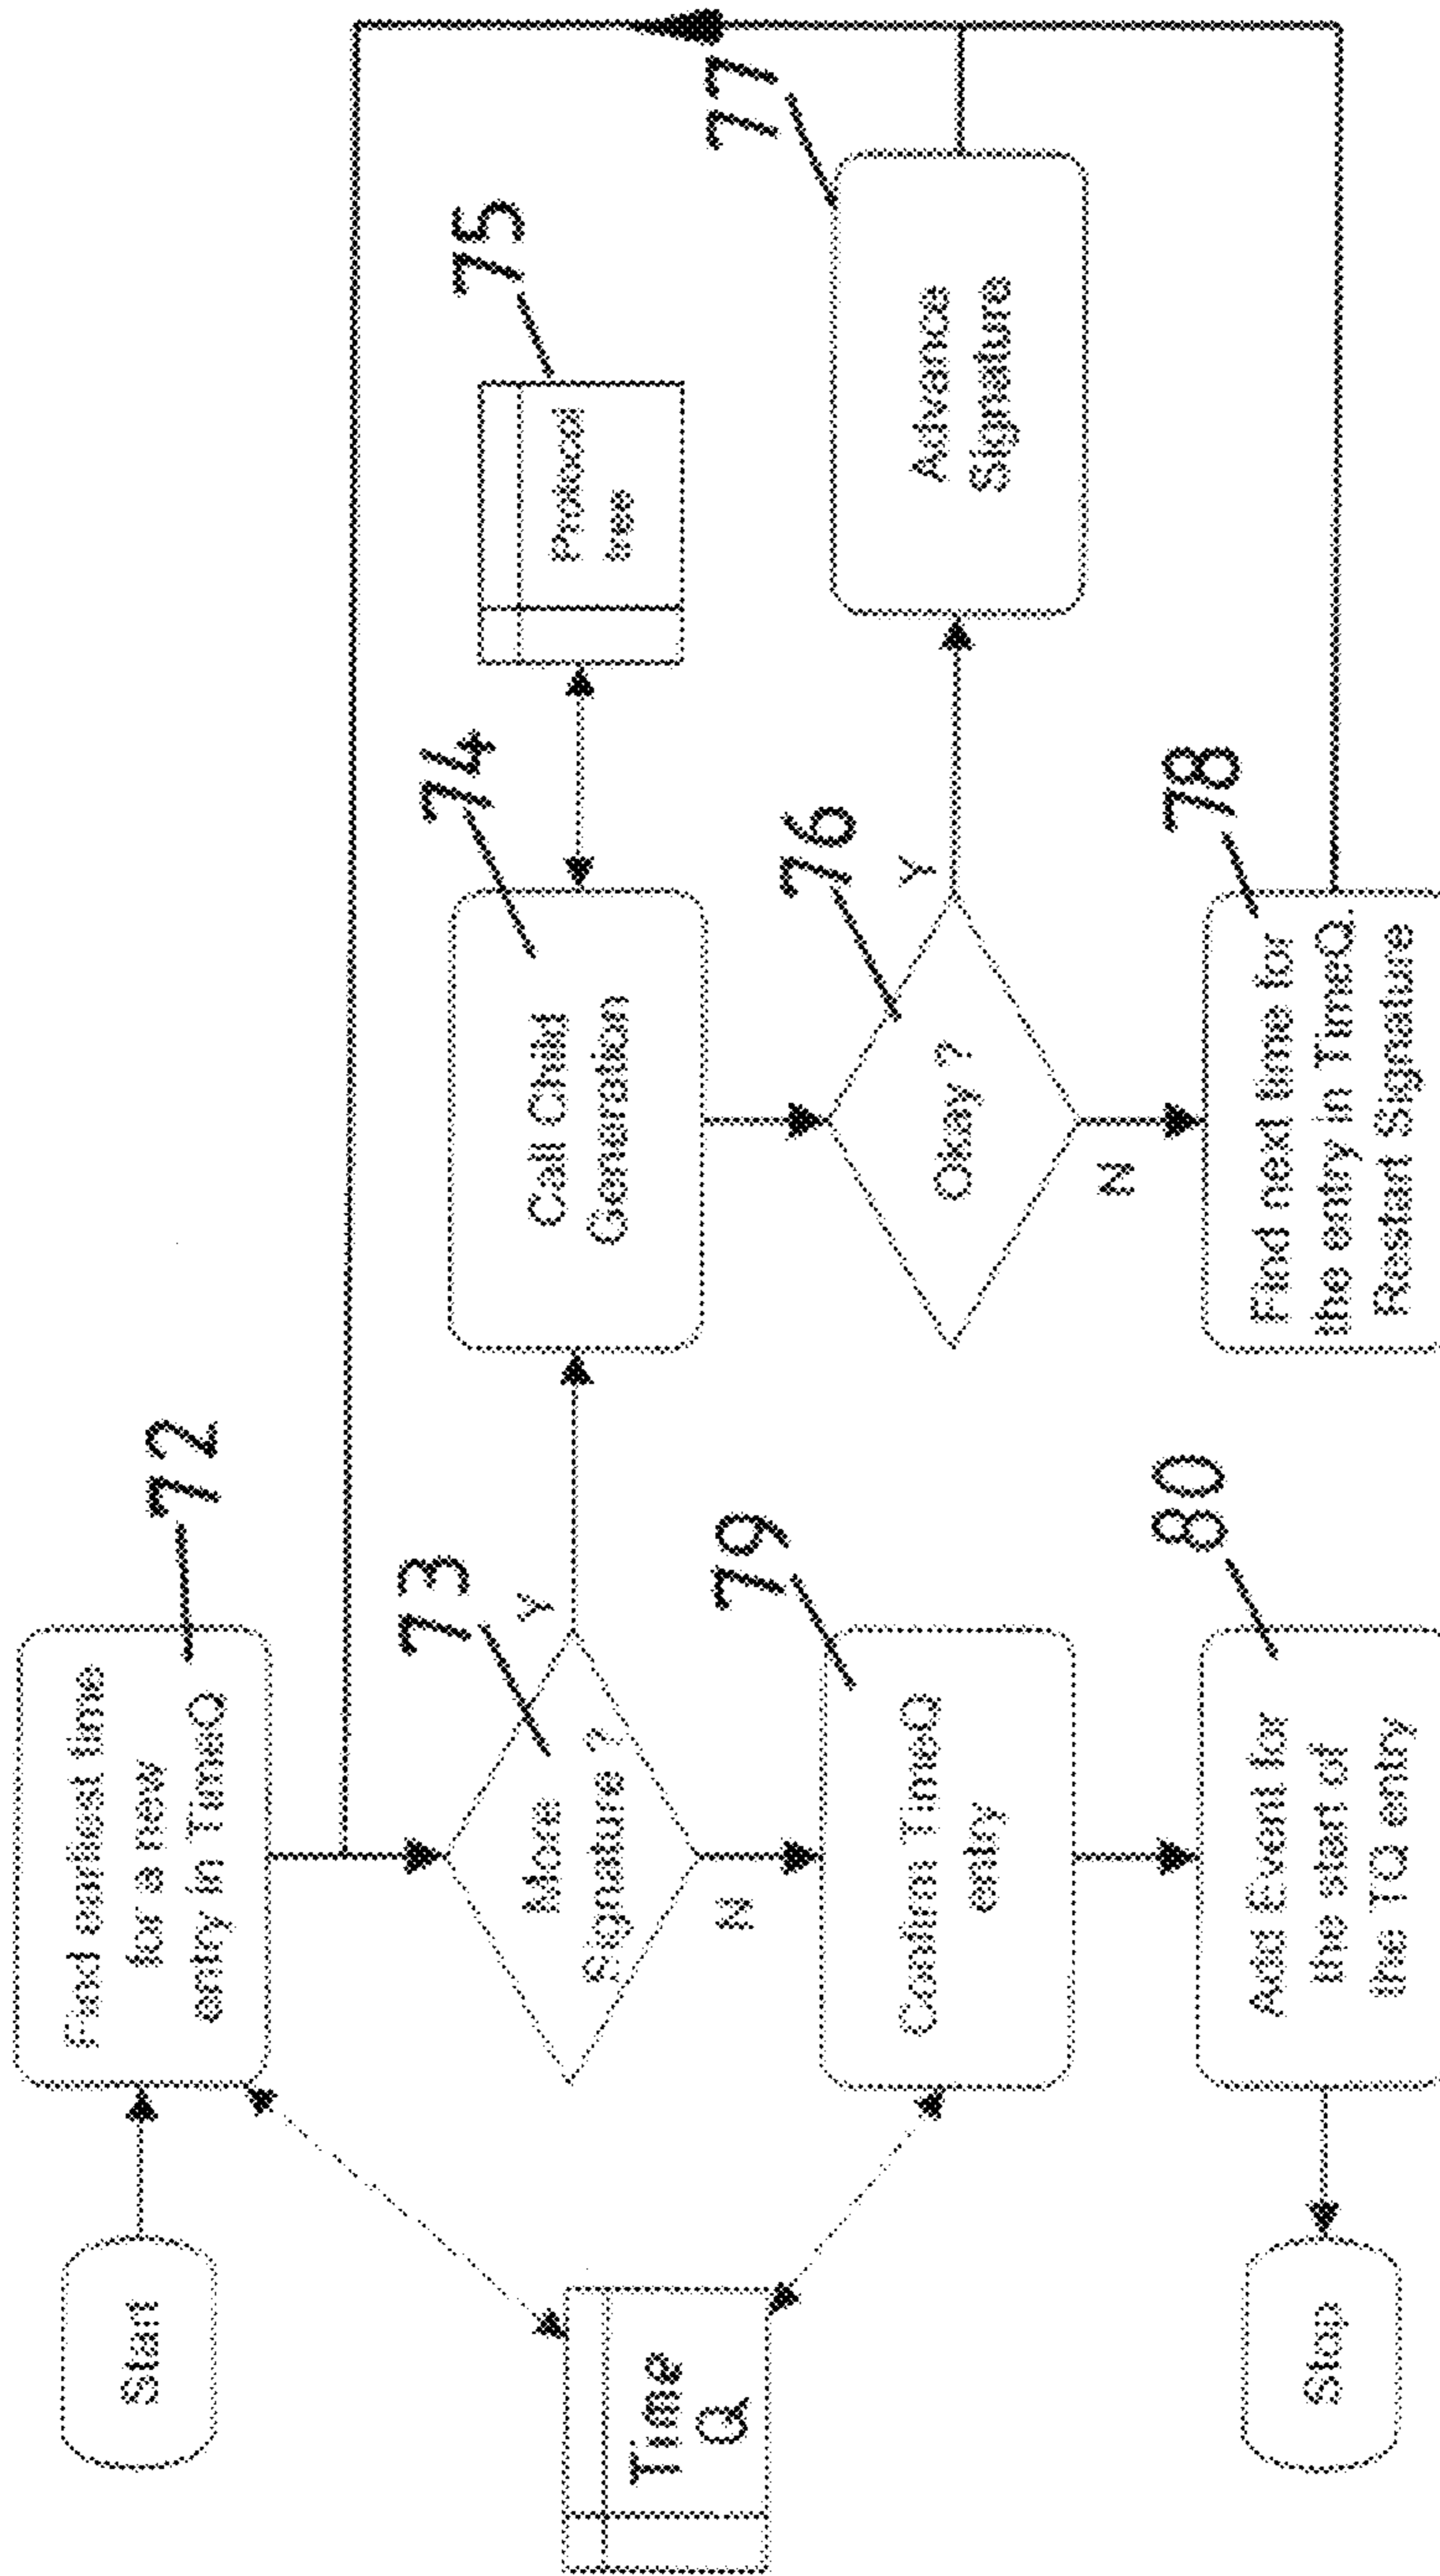 Start
Find earliest time
for a new
entry in TimeQ
72
Time
Q
More
Signature ?
73
Y
N
Call Child
Generation
74
Protocol
tree
75
Okay ?
76
Y
N
Advance
Signature
77
Find next time for
the entry in TimeQ.
Restart Signature
78
Confirm TimeQ
entry
79
Add Event for
the start of
the TQ entry
80
Stop